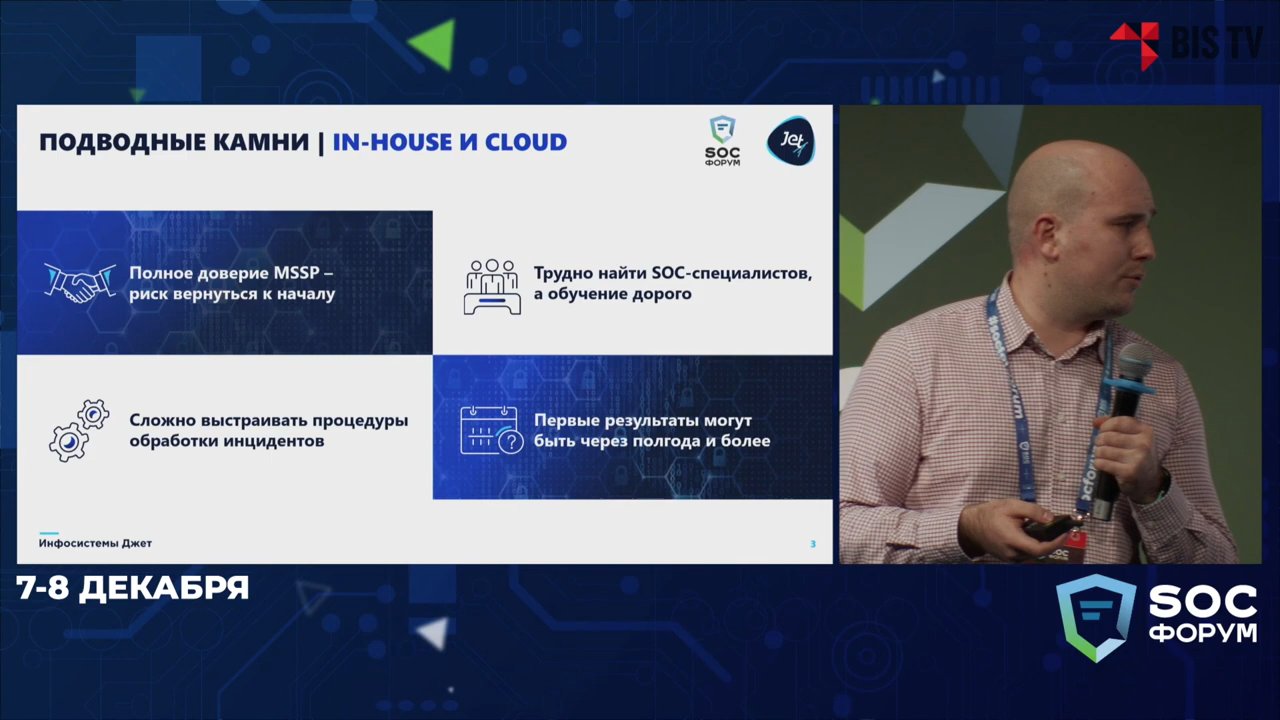 BIS TV
ПОДВОДНЫЕ КАМНИ | IN-HOUSE И CLOUD
SOC
ФОРУМ
Jet
Полное доверие MSSP –
риск вернуться к началу
Трудно найти SOC-специалистов,
а обучение дорого
Сложно выстраивать процедуры
обработки инцидентов
?
Первые результаты могут
быть через полгода и более
Инфосистемы Джет
3
7-8 ДЕКАБРЯ
SOC
ФОРУМ